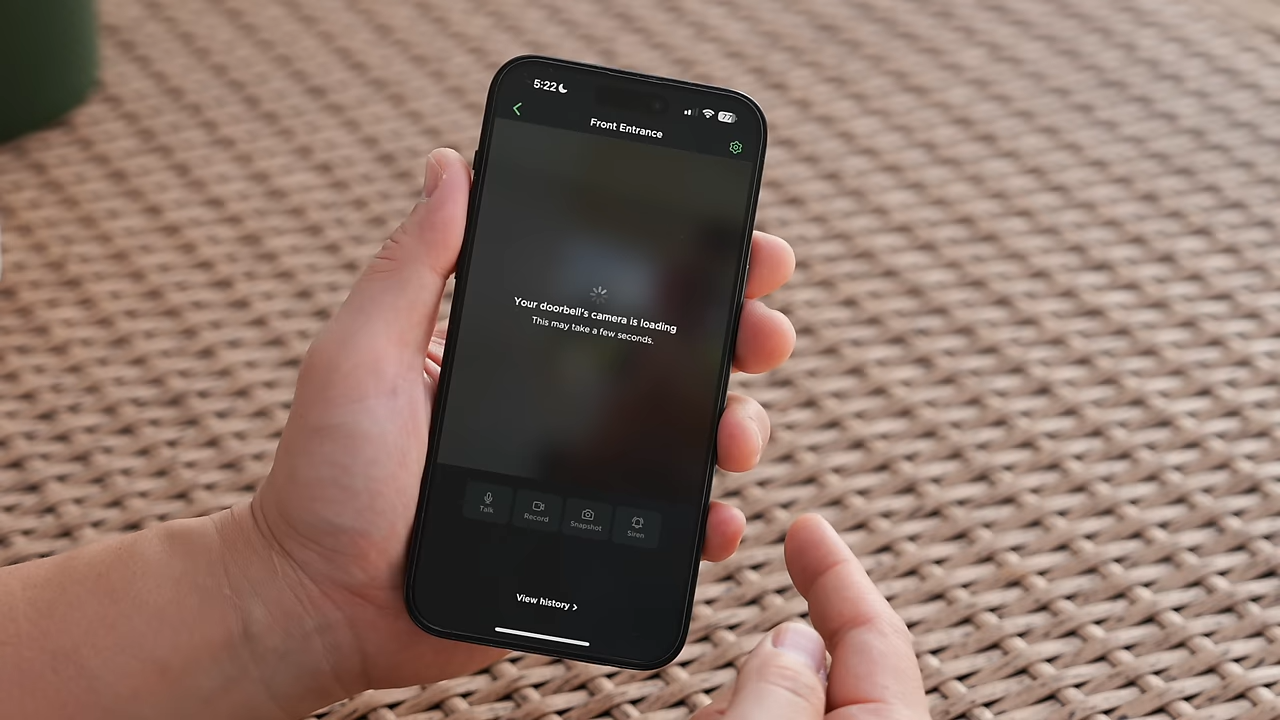 5:22
77
Front Entrance
Your doorbell's camera is loading
This may take a few seconds.
Talk
Record
Snapshot
Siren
View history